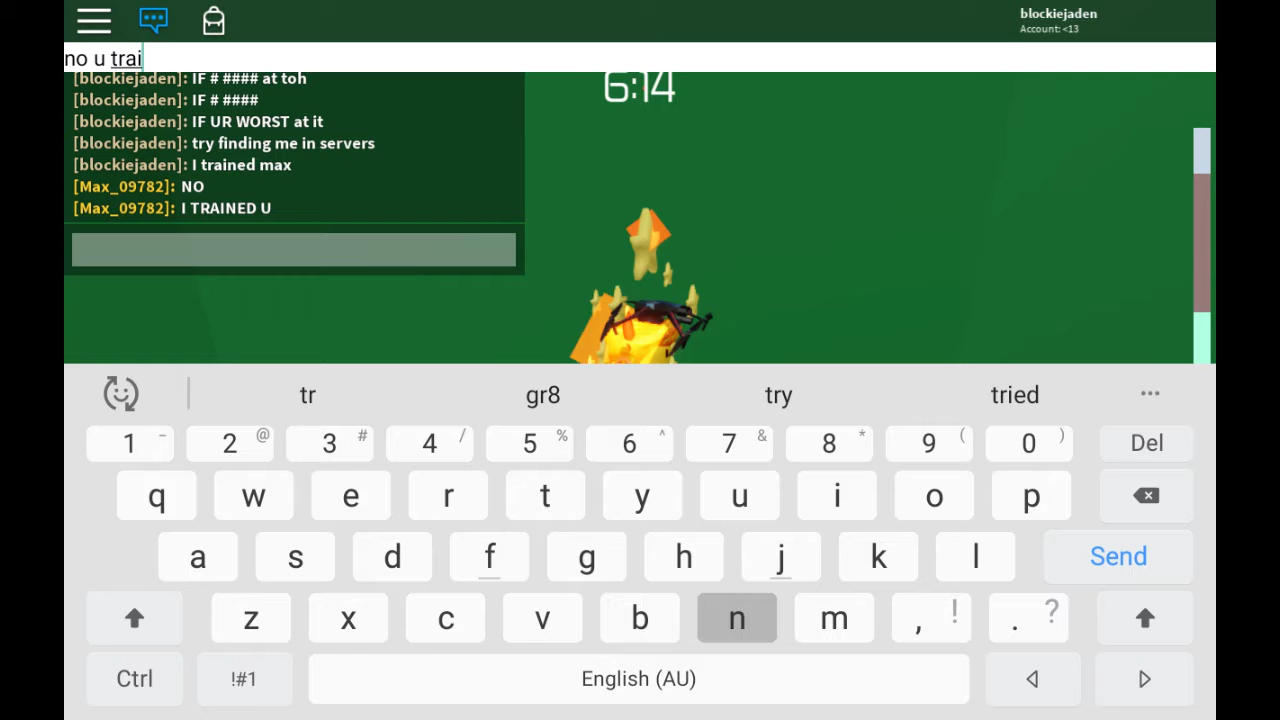 blockiejaden
Account: <13
no u trai
[blockiejaden]: IF # #### at toh
[blockiejaden]: IF # ####
[blockiejaden]: IF UR WORST at it
[blockiejaden]: try finding me in servers
[blockiejaden]: I trained max
[Max_09782]: NO
[Max_09782]: I TRAINED U
6:14
tr gr8 try tried ...
1 - 2 @ 3 # 4 / 5 % 6 ^ 7 & 8 * 9 ( 0 ) Del
q w e r t y u i o p
a s d f g h j k l Send
z x c v b n m , ! . ?
Ctrl !#1 English (AU)